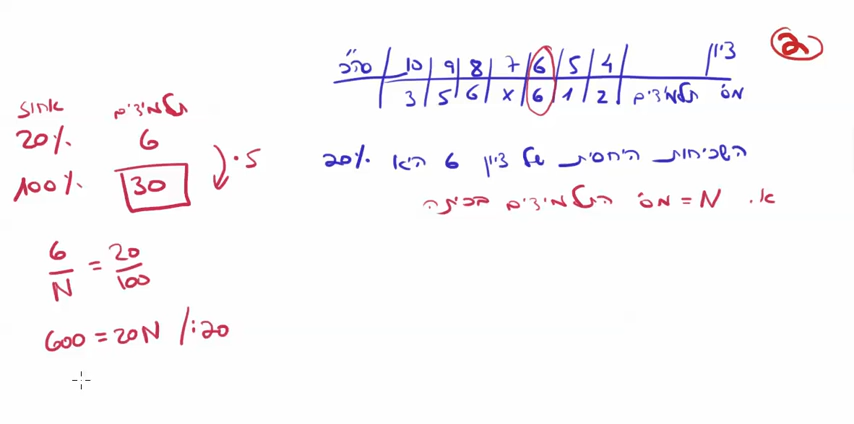 2
ציון | 4 | 5 | 6 | 7 | 8 | 9 | 10 | סה"כ
מס' תלמידים | 2 | 1 | 6 | x | 6 | 5 | 3
השכיחות היחסית של ציון 6 היא 20%
א. N = מס' התלמידים בכיתה
תלמידים אחוז
6 20%
30 100%
·5
6/N = 20/100
600 = 20N /:20